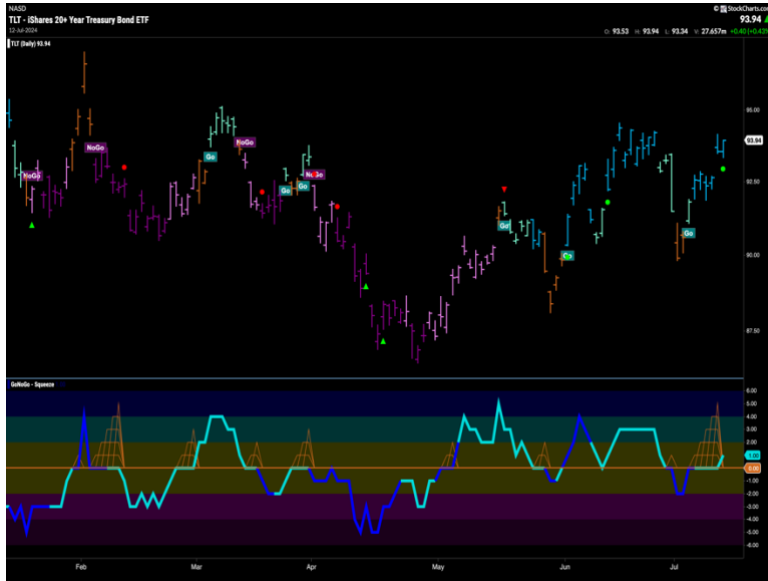 NASD
© StockCharts.com
TLT - iShares 20+ Year Treasury Bond ETF
93.94
12-Jul-2024
O: 93.53 H: 93.94 L: 93.34 V: 27.657m +0.40 (+0.43%)
TLT (Daily) 93.94
95.00
NoGo
NoGo
93.94
Go
NoGo
NoGo
92.50
Go
Go
Go
Go
Go
90.00
87.50
GoNoGo - Squeeze
6.00
5.00
4.00
3.00
2.00
1.00
0.00
-1.00
-2.00
-3.00
-4.00
-5.00
-6.00
Feb
Mar
Apr
May
Jun
Jul